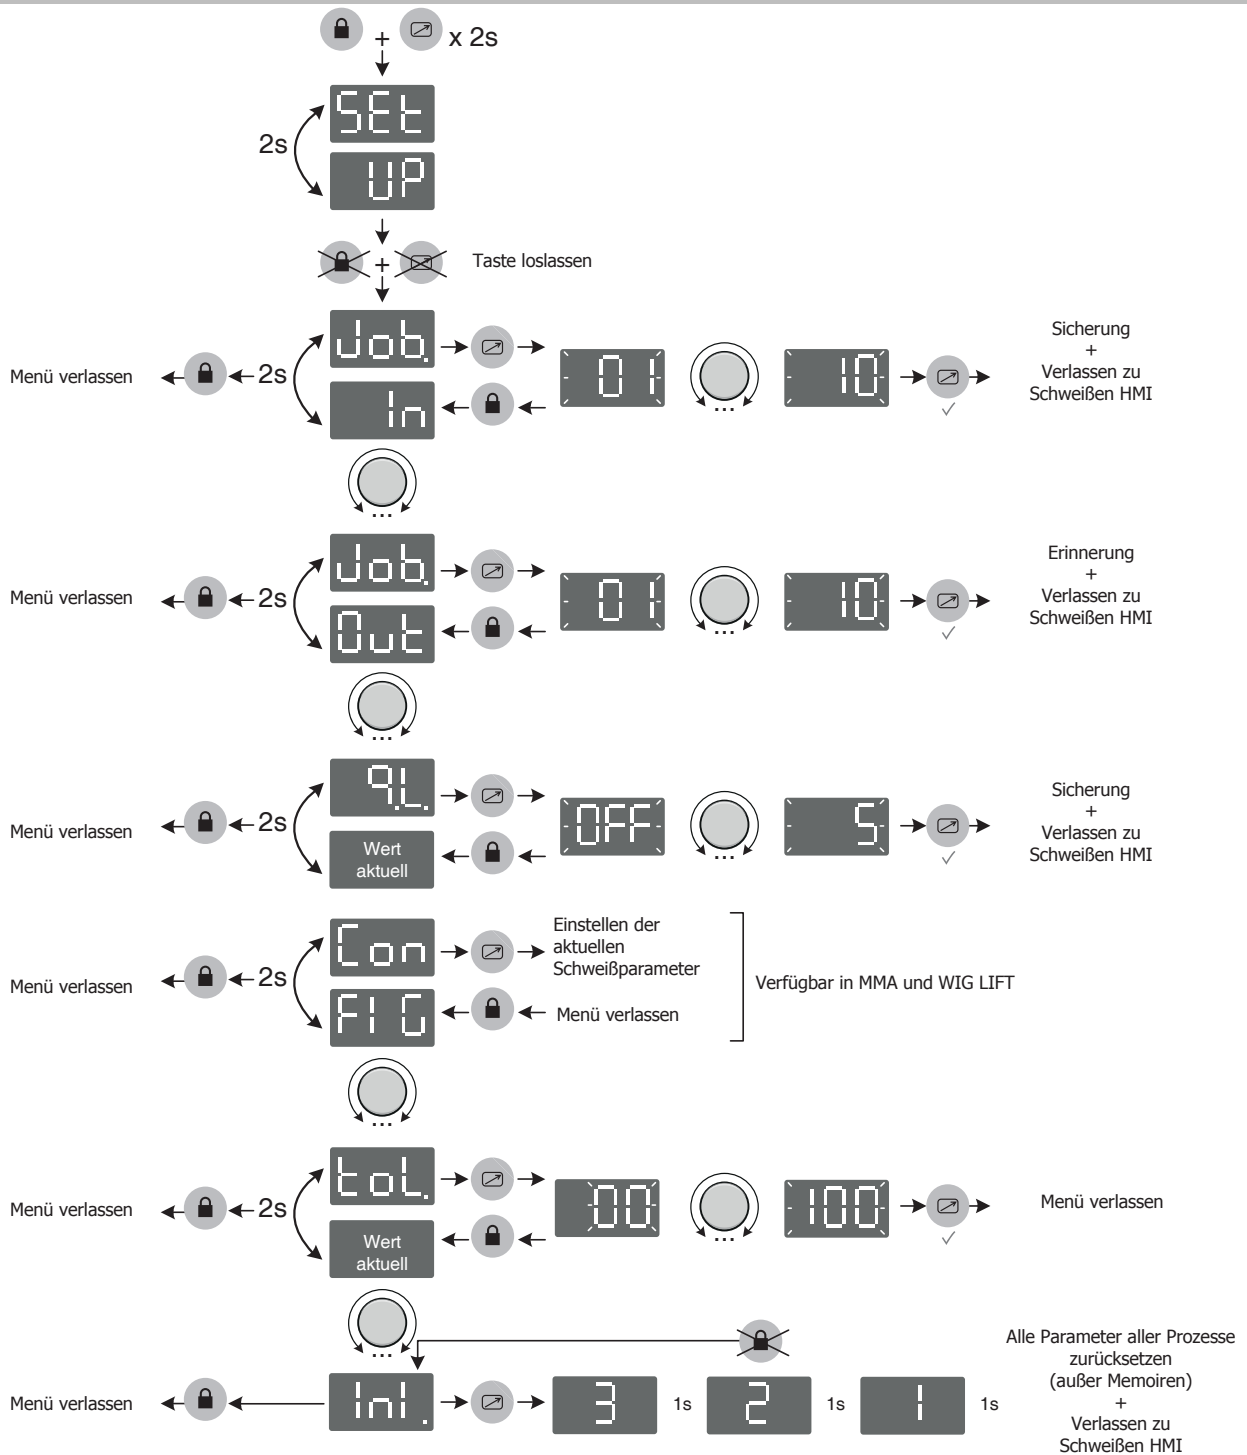 + x 2s
SEt
2s
UP
+ Taste loslassen
Job.
In
2s
Menü verlassen
01
...
10
Sicherung
+
Verlassen zu
Schweißen HMI
...
Job.
Out
2s
Menü verlassen
01
...
10
Erinnerung
+
Verlassen zu
Schweißen HMI
...
q.L.
Wert
aktuell
2s
Menü verlassen
OFF
...
5
Sicherung
+
Verlassen zu
Schweißen HMI
Con
FIG
2s
Menü verlassen
Einstellen der
aktuellen
Schweißparameter
Menü verlassen
Verfügbar in MMA und WIG LIFT
...
toL.
Wert
aktuell
2s
Menü verlassen
00
...
100
Menü verlassen
...
InI.
Menü verlassen
3 1s 2 1s 1 1s
Alle Parameter aller Prozesse
zurücksetzen
(außer Memoiren)
+
Verlassen zu
Schweißen HMI